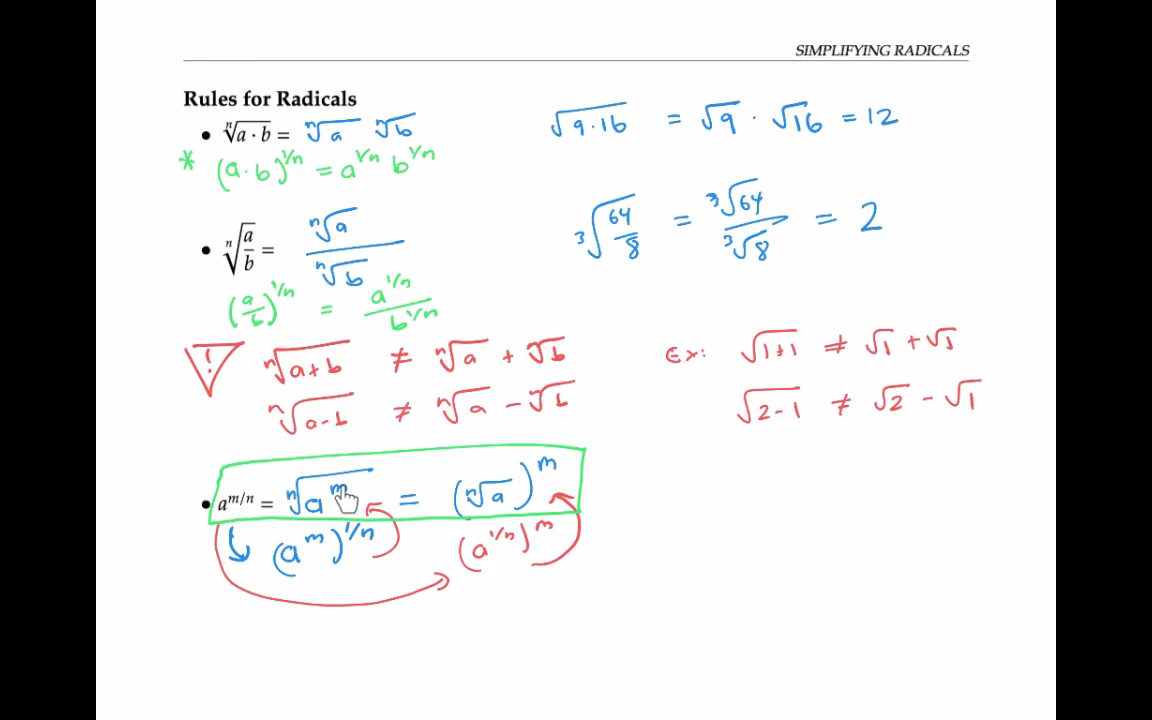 SIMPLIFYING RADICALS
Rules for Radicals
• ⁿ√(a · b) = ⁿ√a ⁿ√b
√(9·16) = √9 · √16 = 12
* (a·b)^(1/n) = a^(1/n) b^(1/n)
• ⁿ√(a/b) = ⁿ√a / ⁿ√b
³√(64/8) = ³√64 / ³√8 = 2
(a/b)^(1/n) = a^(1/n) / b^(1/n)
! ⁿ√(a+b) ≠ ⁿ√a + ⁿ√b
Ex: √(1+1) ≠ √1 + √1
ⁿ√(a-b) ≠ ⁿ√a - ⁿ√b
√(2-1) ≠ √2 - √1
• a^(m/n) = ⁿ√(a^m) = (ⁿ√a)^m
(a^m)^(1/n) (a^(1/n))^m